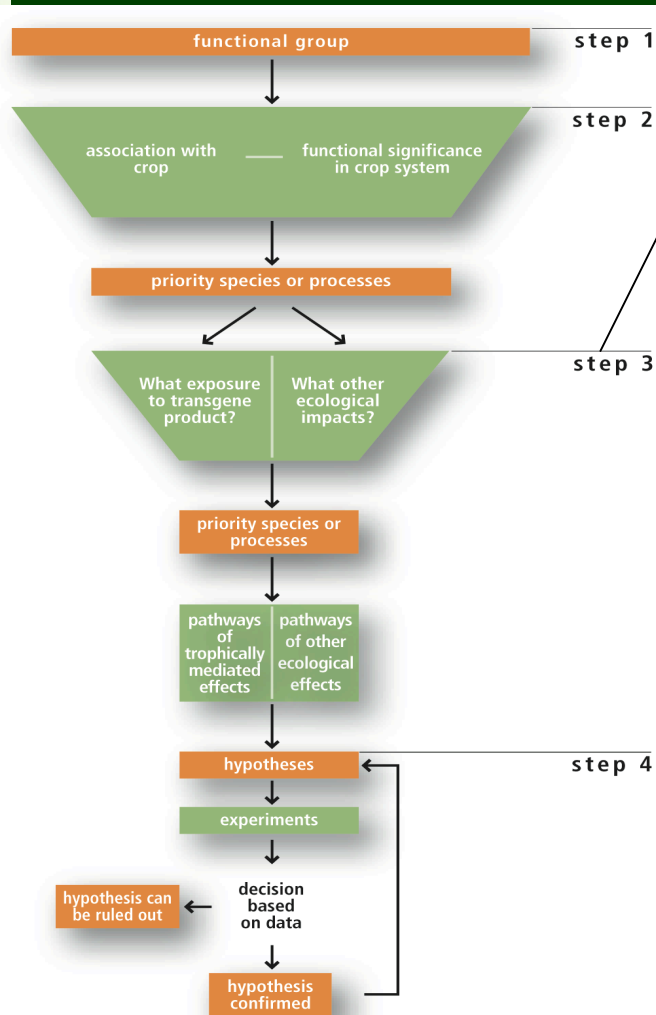 functional group
step 1
step 2
association with
crop
functional significance
in crop system
priority species or processes
step 3
What exposure
to transgene
product?
What other
ecological
impacts?
priority species or
processes
pathways
of
trophically
mediated
effects
pathways
of other
ecological
effects
hypotheses
step 4
experiments
decision
based
on data
hypothesis can
be ruled out
hypothesis
confirmed